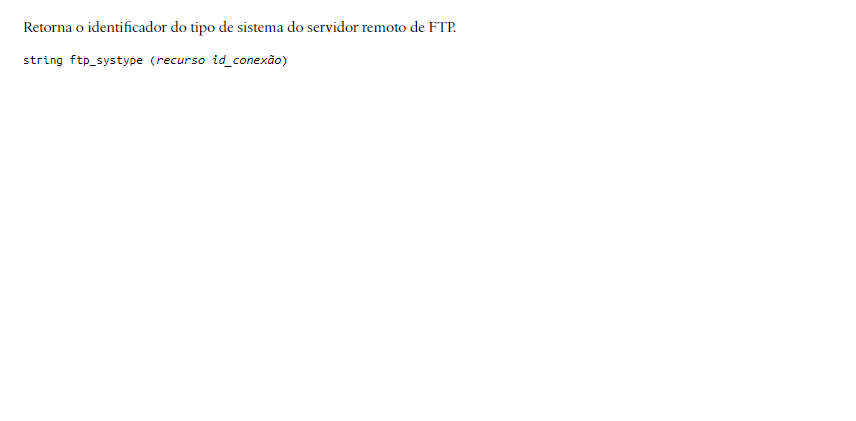 Retorna o identificador do tipo de sistema do servidor remoto de FTP.
string ftp_systype (recurso id_conexão)